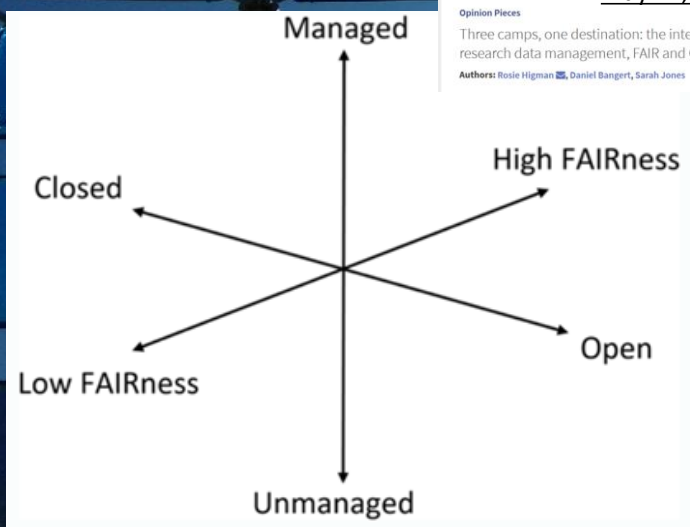 Opinion Pieces
Three camps, one destination: the inte
research data management, FAIR and
Authors: Rosie Higman, Daniel Bangert, Sarah Jones
Managed
High FAIRness
Closed
Open
Low FAIRness
Unmanaged